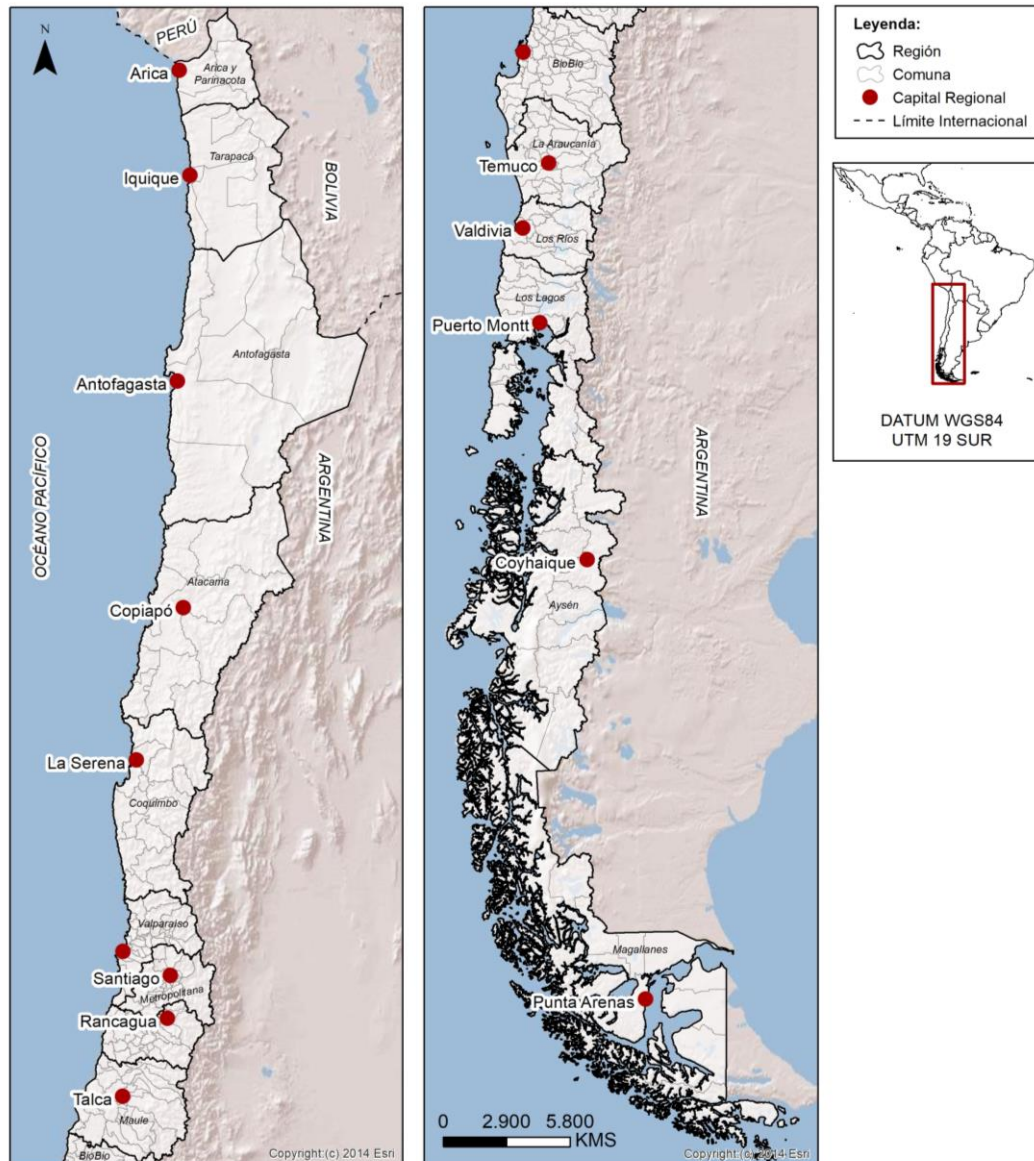 N
PERÚ
Arica
Arica y
Parinacota
Tarapacá
Iquique
BOLIVIA
Antofagasta
Antofagasta
OCÉANO PACÍFICO
ARGENTINA
Atacama
Copiapó
La Serena
Coquimbo
Valparaíso
Santiago
Metropolitana
Rancagua
Talca
Maule
BioBio
Copyright:(c) 2014 Esri
BioBio
La Araucanía
Temuco
Valdivia
Los Ríos
Los Lagos
Puerto Montt
ARGENTINA
Coyhaique
Aysén
Magallanes
Punta Arenas
0 2.900 5.800
KMS
Copyright:(c) 2014 Esri
Leyenda:
Región
Comuna
Capital Regional
Límite Internacional
DATUM WGS84
UTM 19 SUR